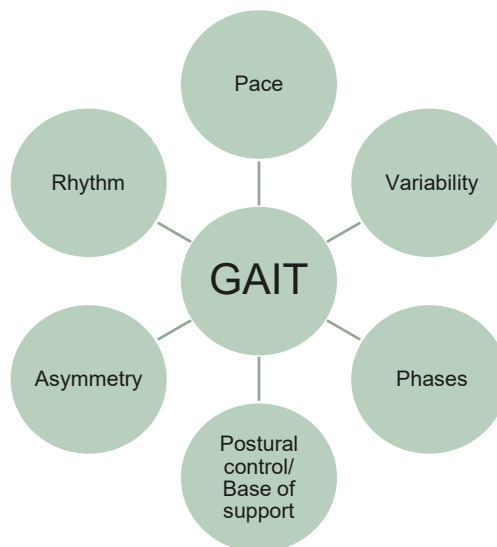 Pace
Rhythm
Variability
GAIT
Asymmetry
Phases
Postural
control/
Base of
support